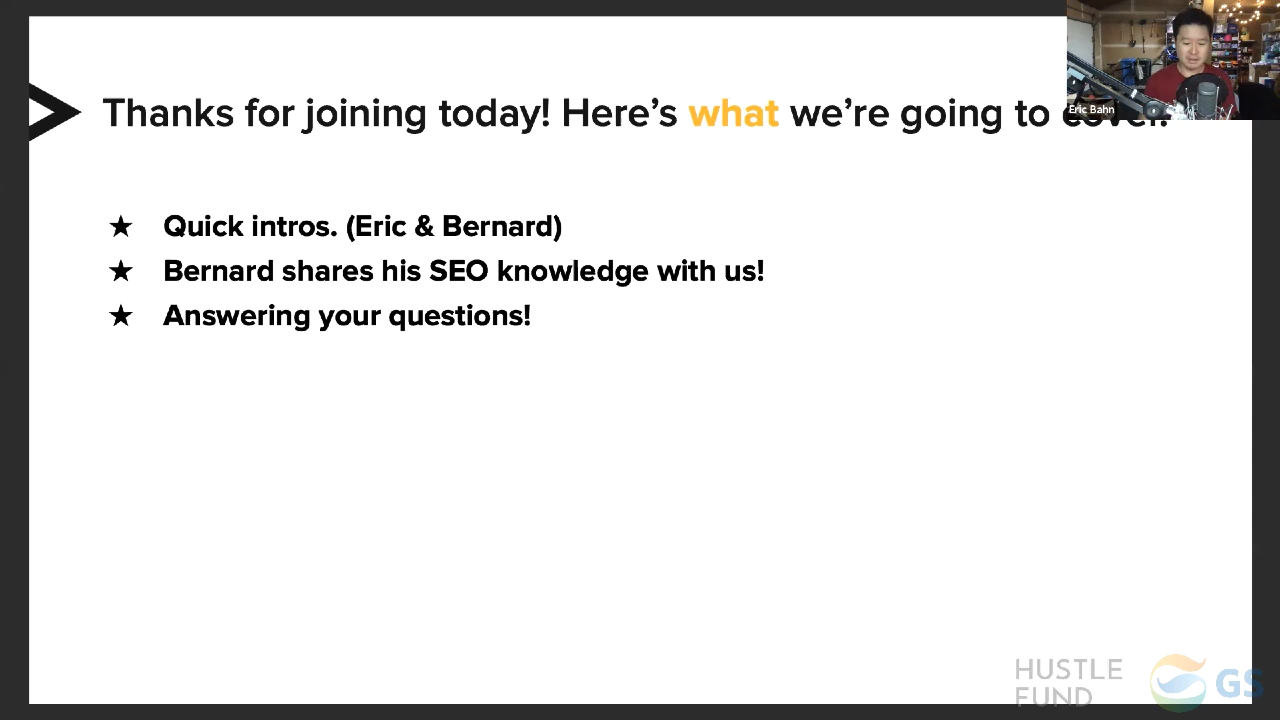 Thanks for joining today! Here’s what we’re going to cover:
Eric Bahn
★ Quick intros. (Eric & Bernard)
★ Bernard shares his SEO knowledge with us!
★ Answering your questions!
HUSTLE
FUND
GS